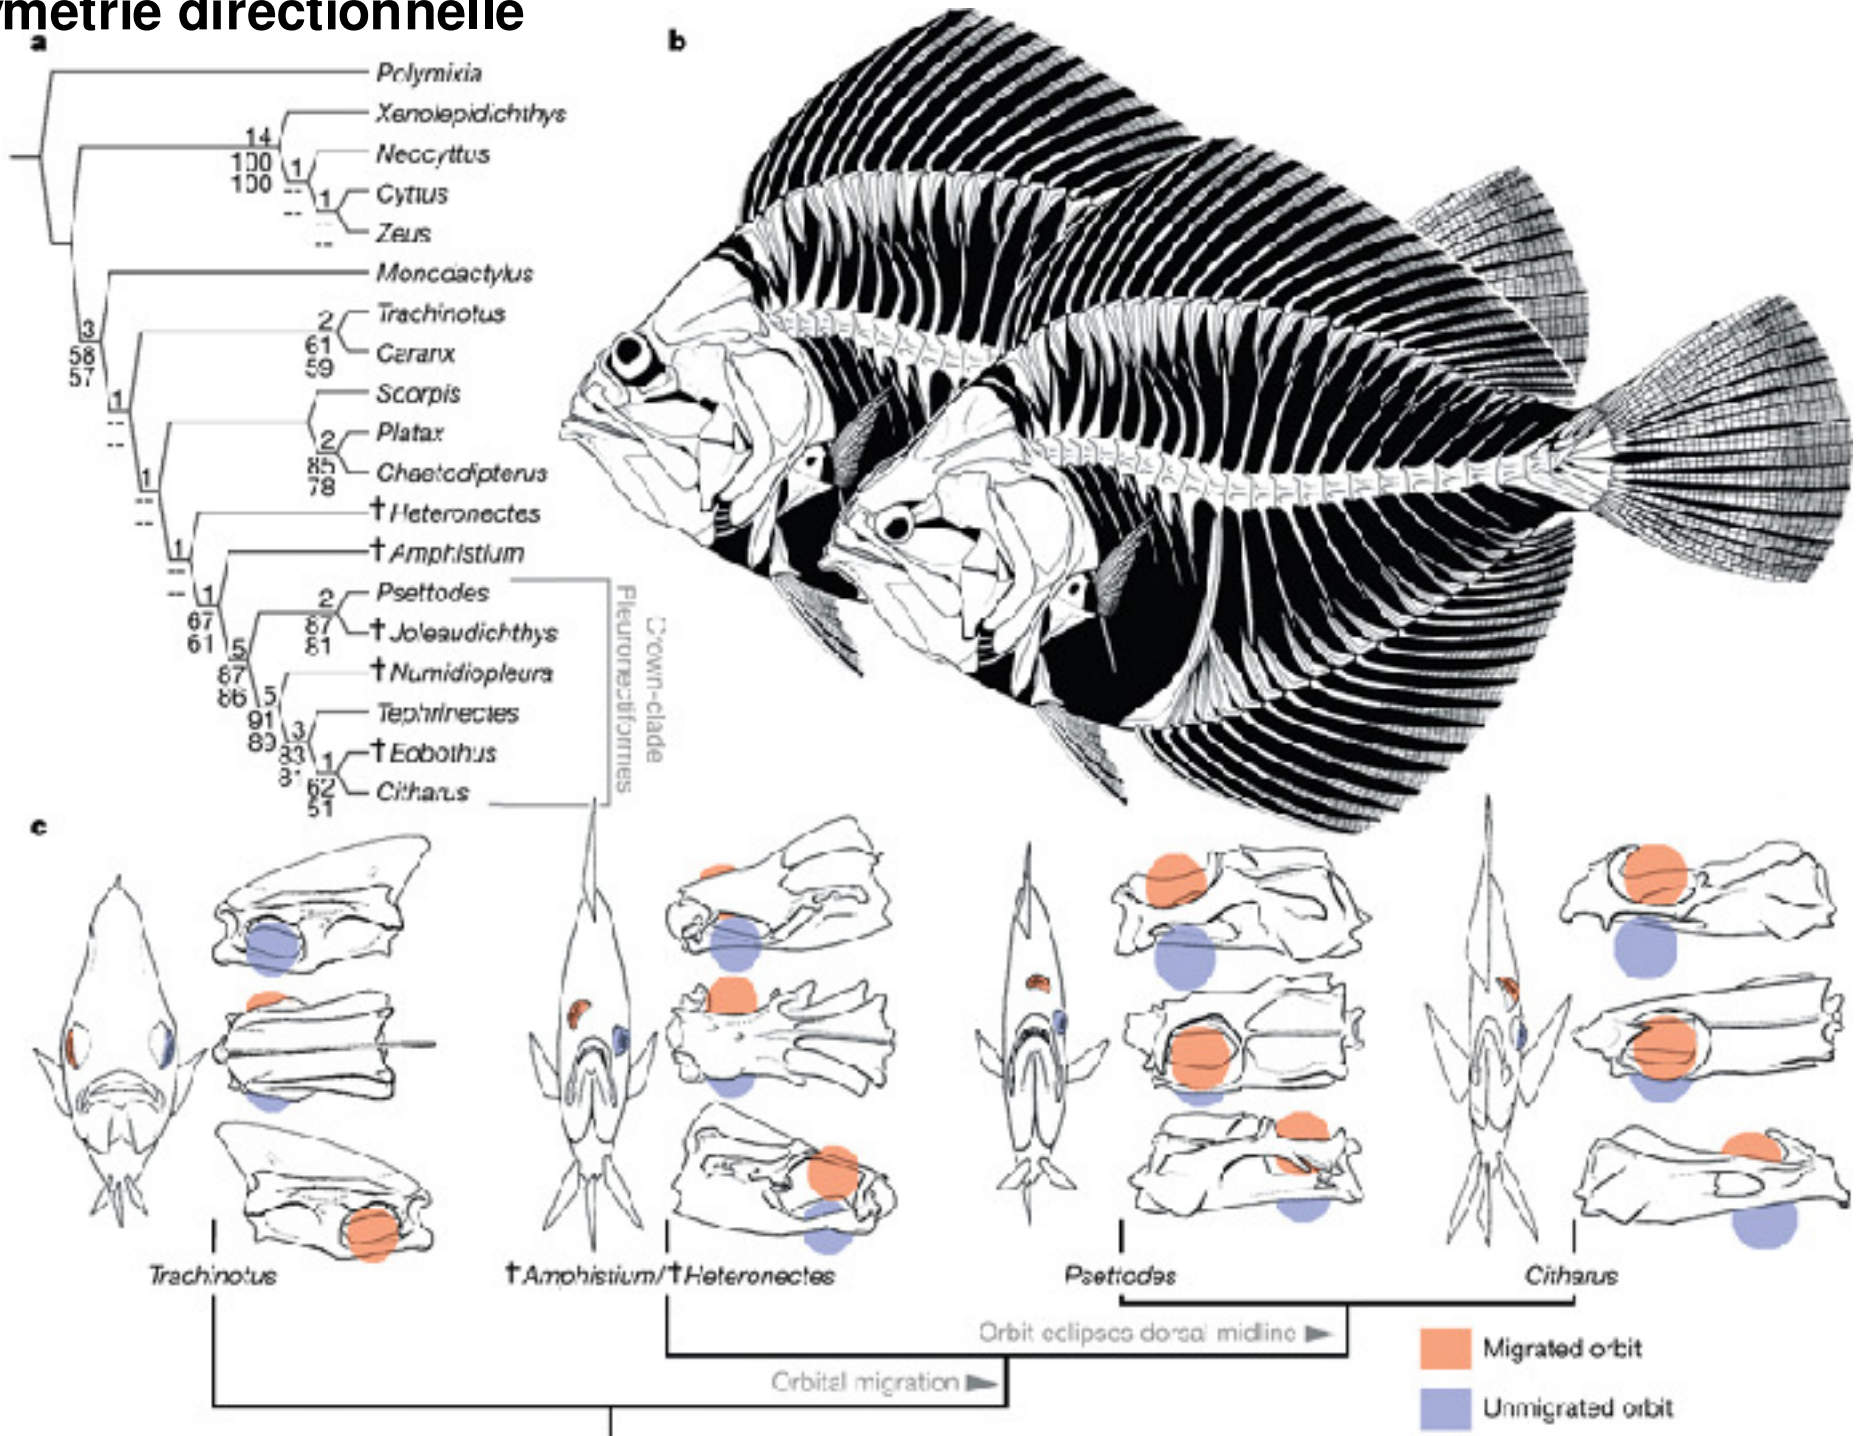 ymétrie directionnelle
a
b
Polymixia
Xenolepidichthys
14
100
100
Neocyttus
1
--
Cyttus
1
--
Zeus
Monodactylus
3
58
57
Trachinotus
2
61
59
Caranx
1
--
--
Scorpis
Platax
2
85
78
Chaetodipterus
1
--
--
†Heteronectes
1
--
--
†Amphistium
1
67
61
Psettodes
2
87
81
†Joleaudichthys
5
87
86
†Numidiopleura
5
91
89
Tephrinectes
3
83
81
†Eobothus
1
62
51
Citharus
Crown-clade
Pleuronectiformes
c
Trachinotus
†Amphistium/†Heteronectes
Psettodes
Citharus
Orbit eclipses dorsal midline
Orbital migration
Migrated orbit
Unmigrated orbit